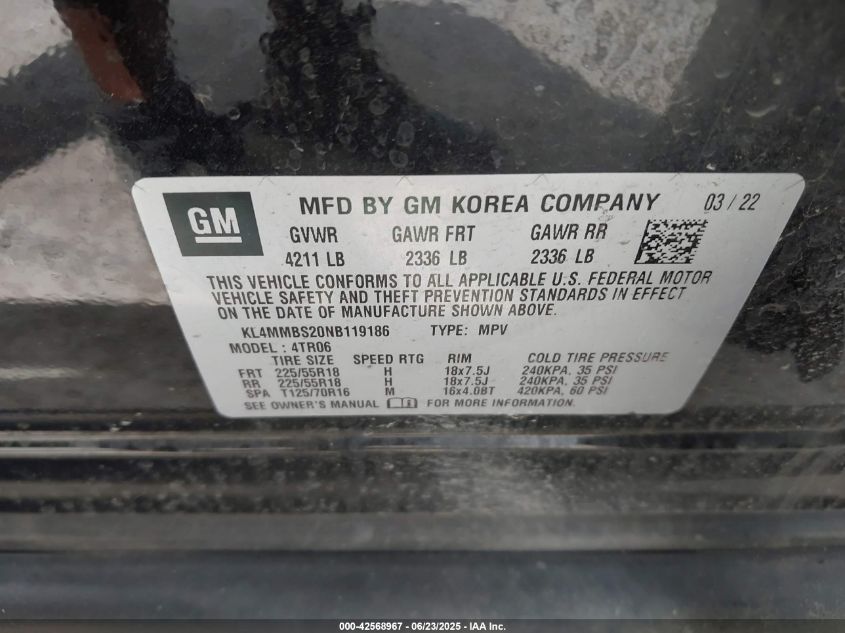 GM MFD BY GM KOREA COMPANY 03 / 22
GVWR GAWR FRT GAWR RR
4211 LB 2336 LB 2336 LB
THIS VEHICLE CONFORMS TO ALL APPLICABLE U.S. FEDERAL MOTOR
VEHICLE SAFETY AND THEFT PREVENTION STANDARDS IN EFFECT
ON THE DATE OF MANUFACTURE SHOWN ABOVE.
KL4MMBS20NB119186 TYPE: MPV
MODEL: 4TR06
TIRE SIZE SPEED RTG RIM COLD TIRE PRESSURE
FRT 225/55R18 H 18x7.5J 240KPA, 35 PSI
RR 225/55R18 H 18x7.5J 240KPA, 35 PSI
SPA T125/70R16 M 16x4.0BT 420KPA, 60 PSI
SEE OWNER'S MANUAL FOR MORE INFORMATION.
000-42568967 - 06/23/2025 - IAA Inc.